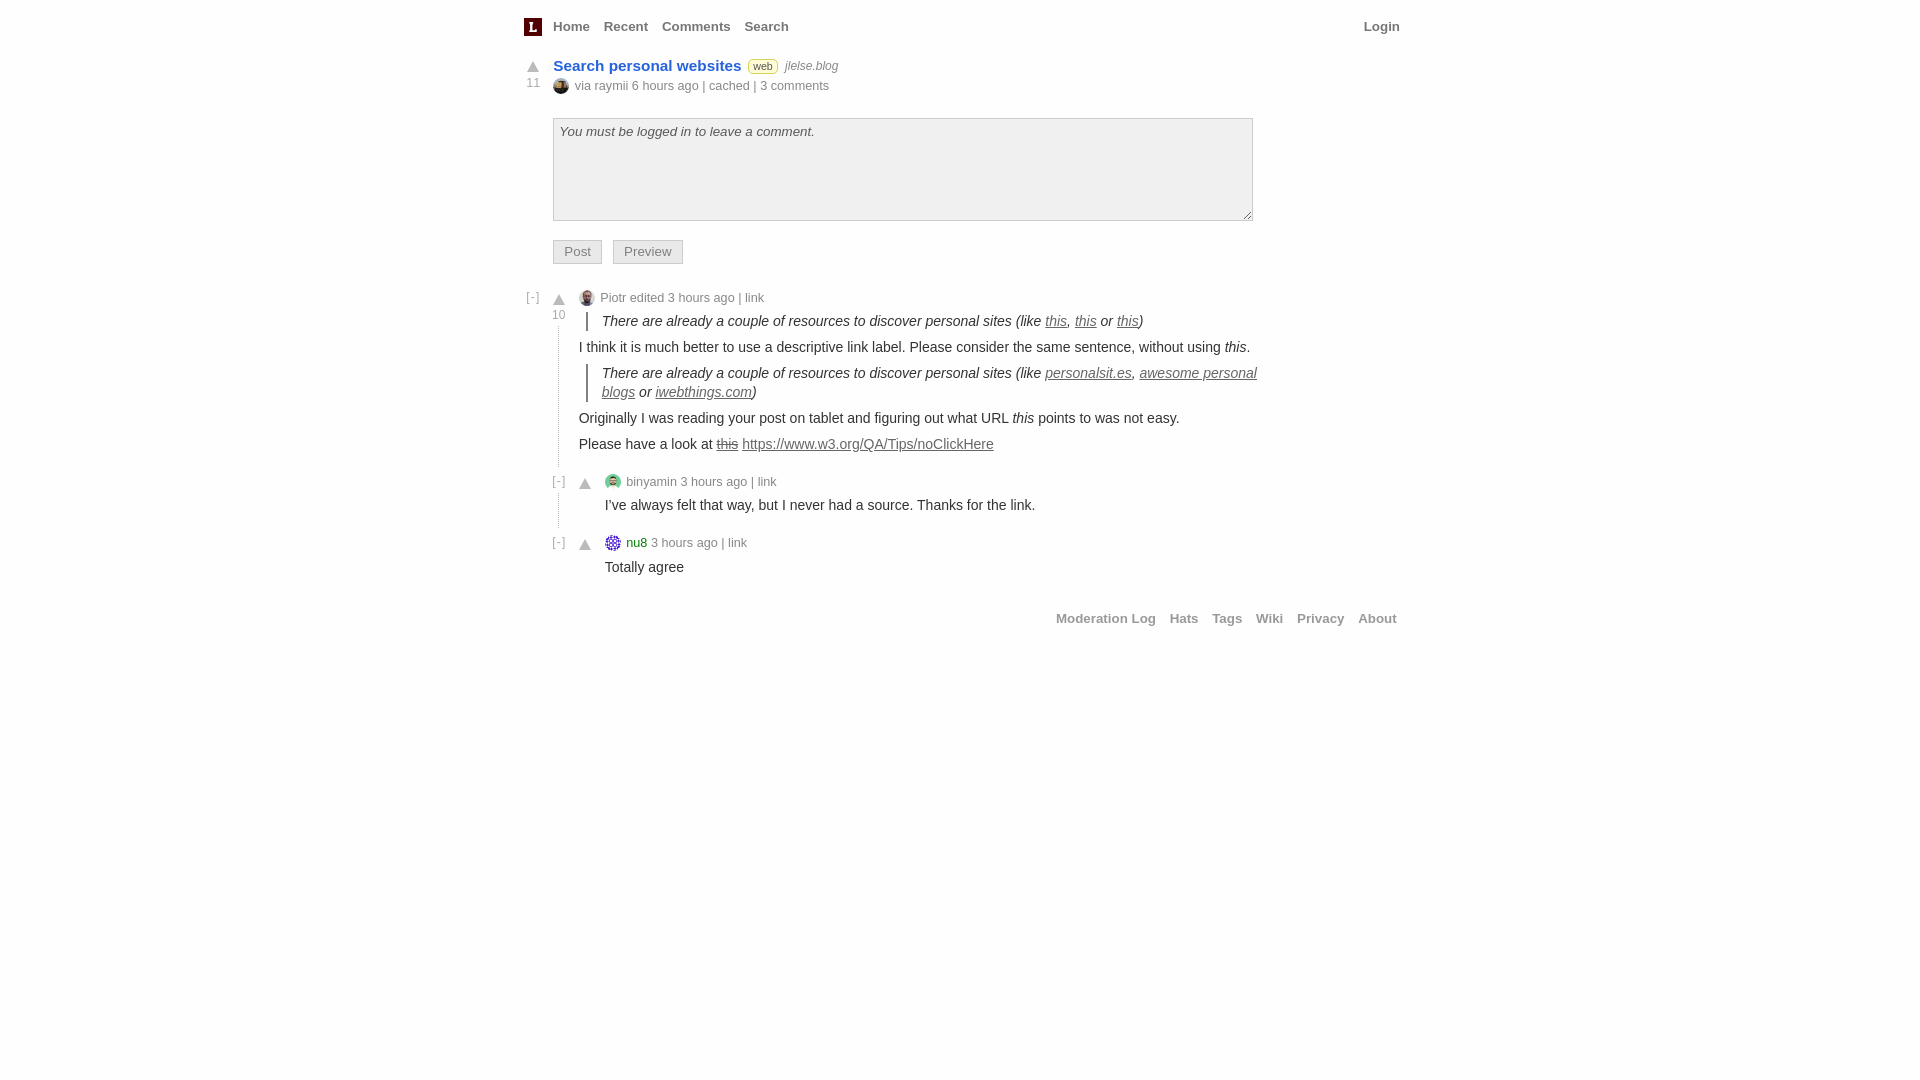 L Home Recent Comments Search Login
Search personal websites web jlelse.blog
11
via raymii 6 hours ago | cached | 3 comments
You must be logged in to leave a comment.
Post Preview
[-] Piotr edited 3 hours ago | link
10
There are already a couple of resources to discover personal sites (like this, this or this)
I think it is much better to use a descriptive link label. Please consider the same sentence, without using this.
There are already a couple of resources to discover personal sites (like personalsit.es, awesome personal
blogs or iwebthings.com)
Originally I was reading your post on tablet and figuring out what URL this points to was not easy.
Please have a look at this https://www.w3.org/QA/Tips/noClickHere
[-] binyamin 3 hours ago | link
I’ve always felt that way, but I never had a source. Thanks for the link.
[-] nu8 3 hours ago | link
Totally agree
Moderation Log Hats Tags Wiki Privacy About